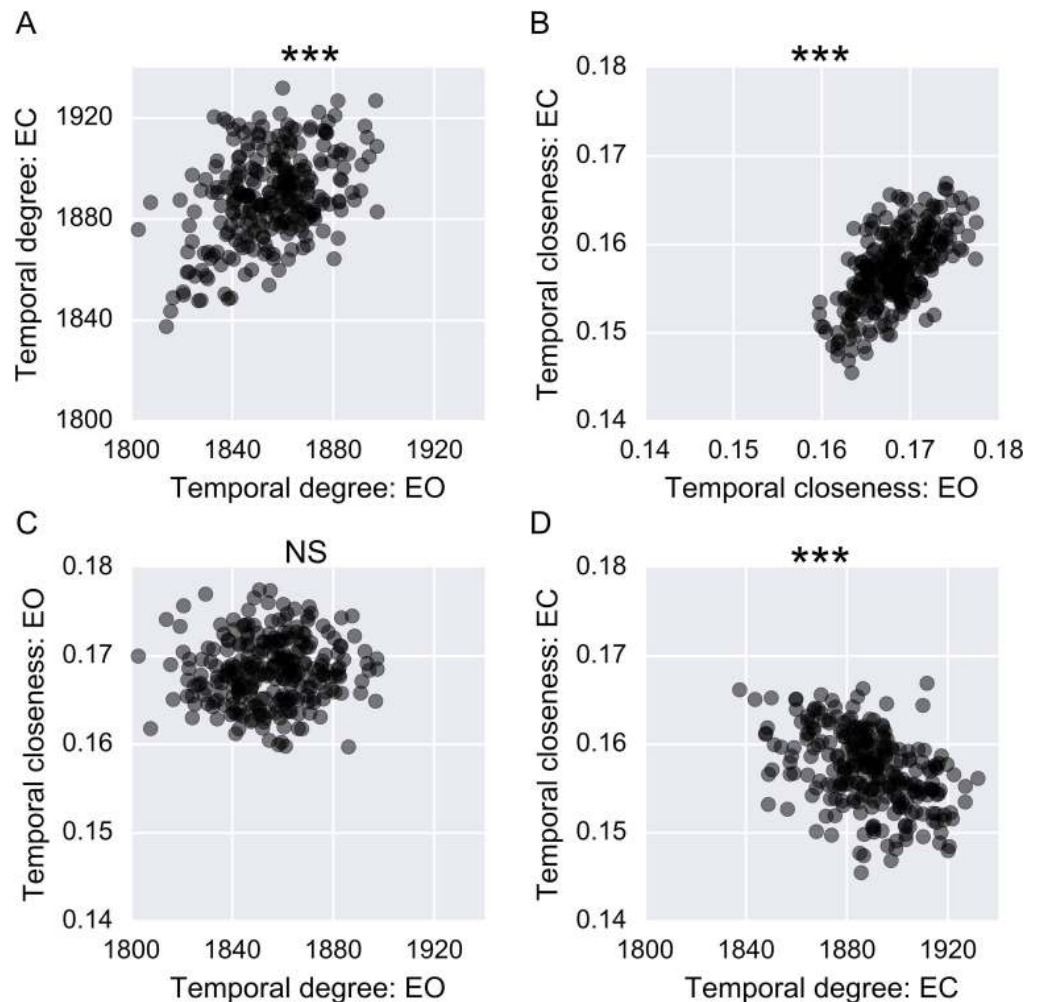 A
***
Temporal degree: EC
1920
1880
1840
1800
1800 1840 1880 1920
Temporal degree: EO
B
***
Temporal closeness: EC
0.18
0.17
0.16
0.15
0.14
0.14 0.15 0.16 0.17 0.18
Temporal closeness: EO
C
NS
Temporal closeness: EO
0.18
0.17
0.16
0.15
0.14
1800 1840 1880 1920
Temporal degree: EO
D
***
Temporal closeness: EC
0.18
0.17
0.16
0.15
0.14
1800 1840 1880 1920
Temporal degree: EC